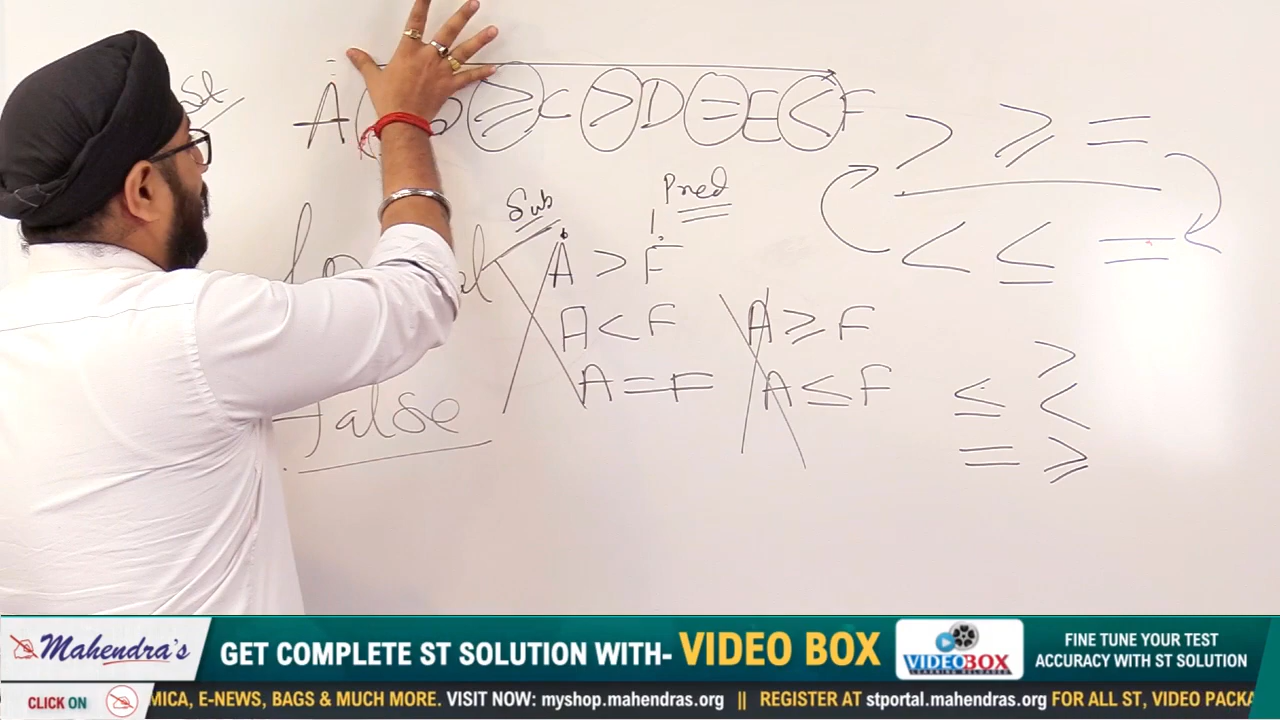 A ≥ C > D = E < F
> ≥ =
< ≤ =
Sub Pred
A > F
A < F
A = F
A ≥ F
A ≤ F
>
≤ <
= ≥
false
Mahendra's
GET COMPLETE ST SOLUTION WITH- VIDEO BOX
VIDEOBOX
LEARNING RELOADED
FINE TUNE YOUR TEST
ACCURACY WITH ST SOLUTION
CLICK ON
MICA, E-NEWS, BAGS & MUCH MORE. VISIT NOW: myshop.mahendras.org || REGISTER AT stportal.mahendras.org FOR ALL ST, VIDEO PACKA